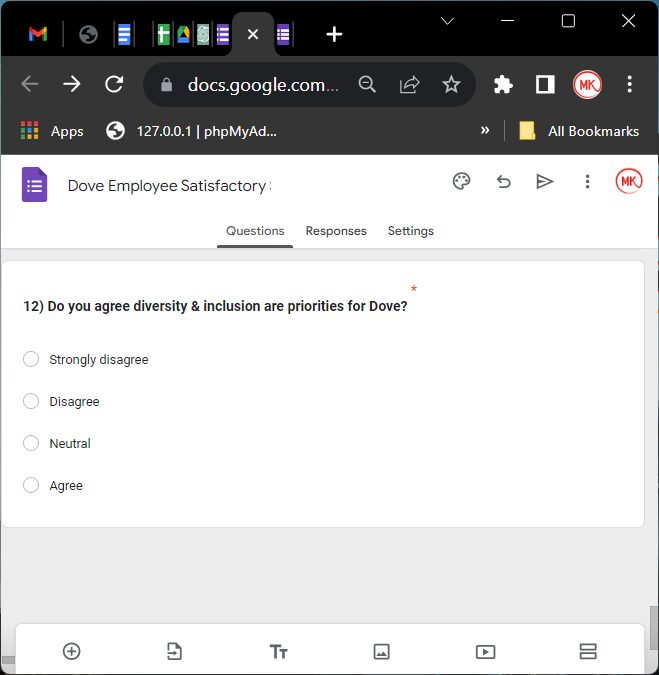 docs.google.com...
MK
Apps
127.0.0.1 | phpMyAd...
»
All Bookmarks
Dove Employee Satisfactory
MK
Questions
Responses
Settings
*
12) Do you agree diversity & inclusion are priorities for Dove?
Strongly disagree
Disagree
Neutral
Agree
Tт